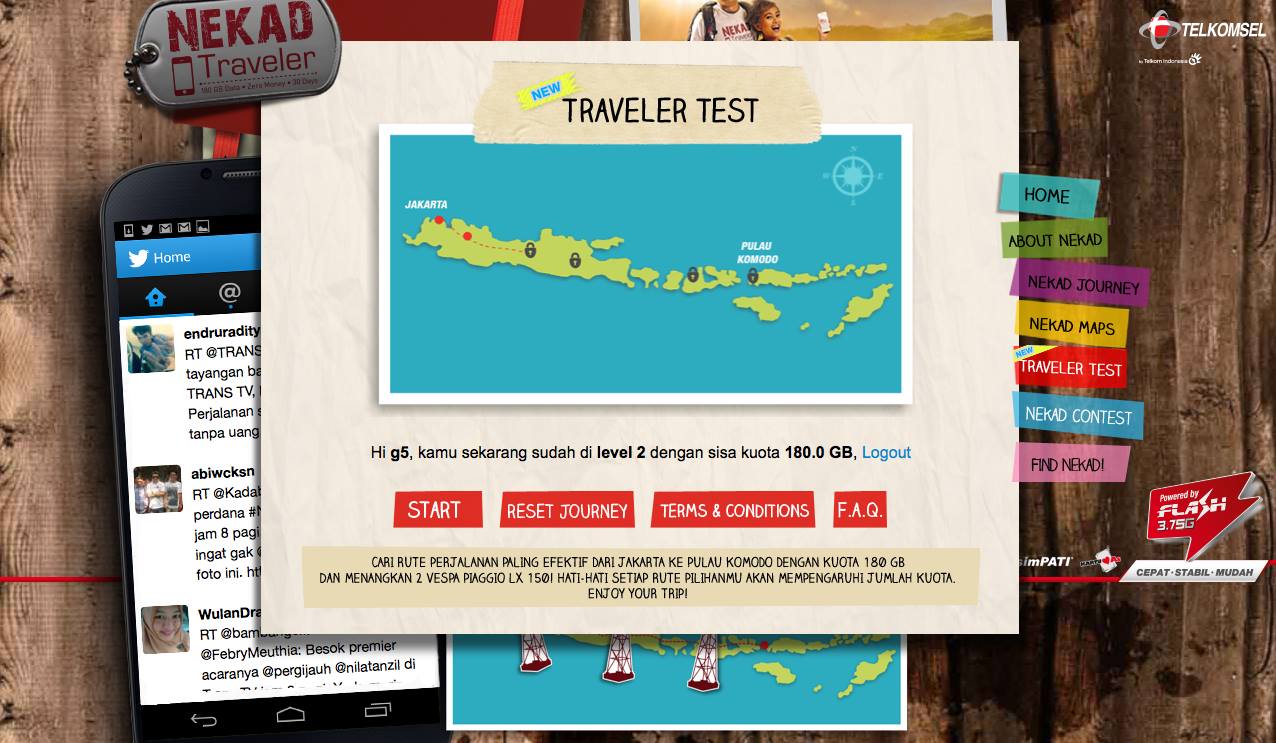 NEKAD
Traveler
180 GB Data • Zero Money • 30 Days
NEKAD
TELKOMSEL
by Telkom Indonesia
NEW
TRAVELER TEST
N
W
E
S
JAKARTA
PULAU
KOMODO
HOME
ABOUT NEKAD
NEKAD JOURNEY
NEKAD MAPS
NEW
TRAVELER TEST
NEKAD CONTEST
FIND NEKAD!
Home
@
endruradity
RT @TRANS
tayangan ba
TRANS TV,
Perjalanan s
tanpa uang
abiwcksn
RT @Kadab
perdana #N
jam 8 pagi
ingat gak @
foto ini. ht
WulanDra
RT @bambang
@FebryMeuthia: Besok premier
acaranya @pergijauh @nilatanzil di
Hi g5, kamu sekarang sudah di level 2 dengan sisa kuota 180.0 GB, Logout
START
RESET JOURNEY
TERMS & CONDITIONS
F.A.Q.
CARI RUTE PERJALANAN PALING EFEKTIF DARI JAKARTA KE PULAU KOMODO DENGAN KUOTA 180 GB
DAN MENANGKAN 2 VESPA PIAGGIO LX 150! HATI-HATI SETIAP RUTE PILIHANMU AKAN MEMPENGARUHI JUMLAH KUOTA.
ENJOY YOUR TRIP!
Powered by
FLASH
3.75G
simPATI
CEPAT • STABIL • MUDAH